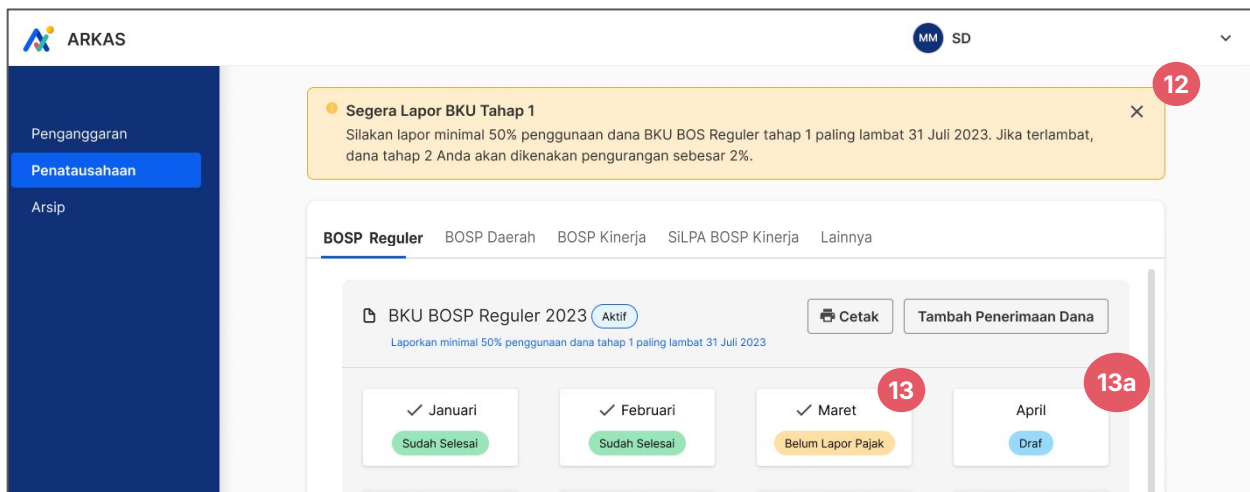 ARKAS
MM SD
12
Penganggaran
Penatausahaan
Arsip
Segera Lapor BKU Tahap 1
Silakan lapor minimal 50% penggunaan dana BKU BOS Reguler tahap 1 paling lambat 31 Juli 2023. Jika terlambat,
dana tahap 2 Anda akan dikenakan pengurangan sebesar 2%.
BOSP Reguler BOSP Daerah BOSP Kinerja SiLPA BOSP Kinerja Lainnya
BKU BOSP Reguler 2023 Aktif Cetak Tambah Penerimaan Dana
Laporkan minimal 50% penggunaan dana tahap 1 paling lambat 31 Juli 2023
13 13a
Januari Februari Maret April
Sudah Selesai Sudah Selesai Belum Lapor Pajak Draf